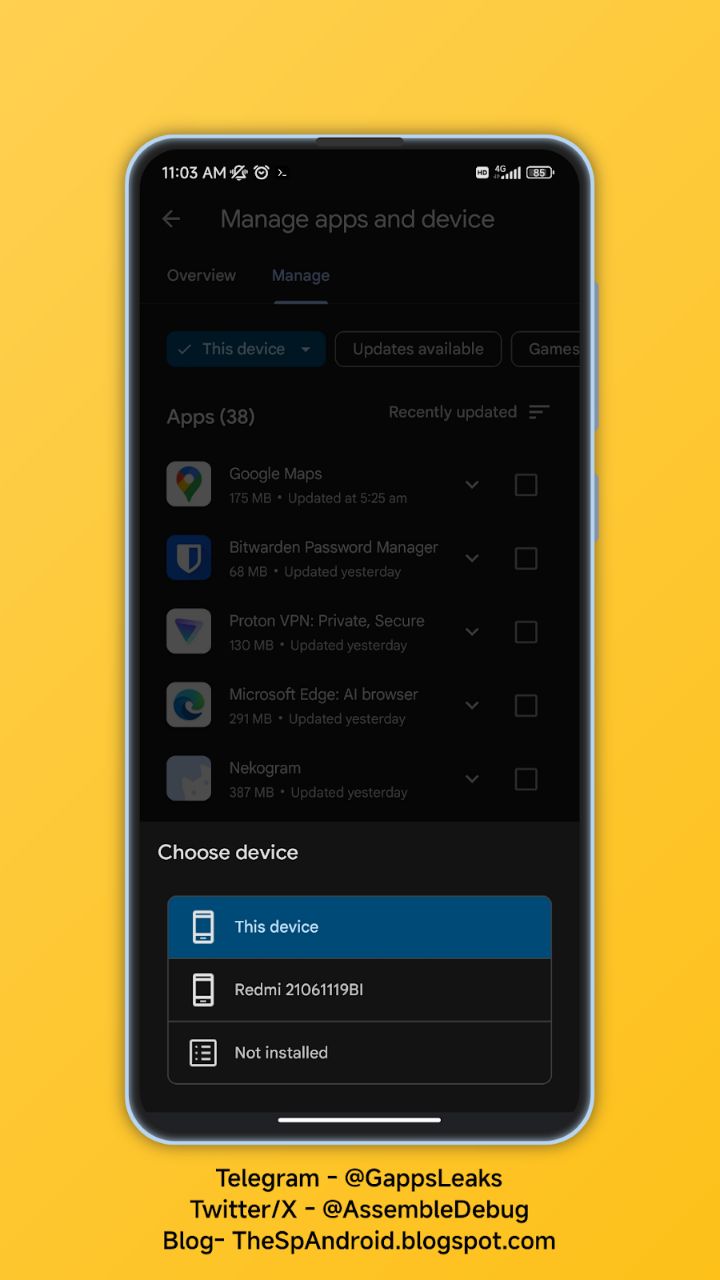 11:03 AM
HD 4G 85
Manage apps and device
Overview Manage
This device Updates available Games
Apps (38) Recently updated
Google Maps
175 MB • Updated at 5:25 am
Bitwarden Password Manager
68 MB • Updated yesterday
Proton VPN: Private, Secure
130 MB • Updated yesterday
Microsoft Edge: AI browser
291 MB • Updated yesterday
Nekogram
387 MB • Updated yesterday
Choose device
This device
Redmi 21061119BI
Not installed
Telegram - @GappsLeaks
Twitter/X - @AssembleDebug
Blog- TheSpAndroid.blogspot.com